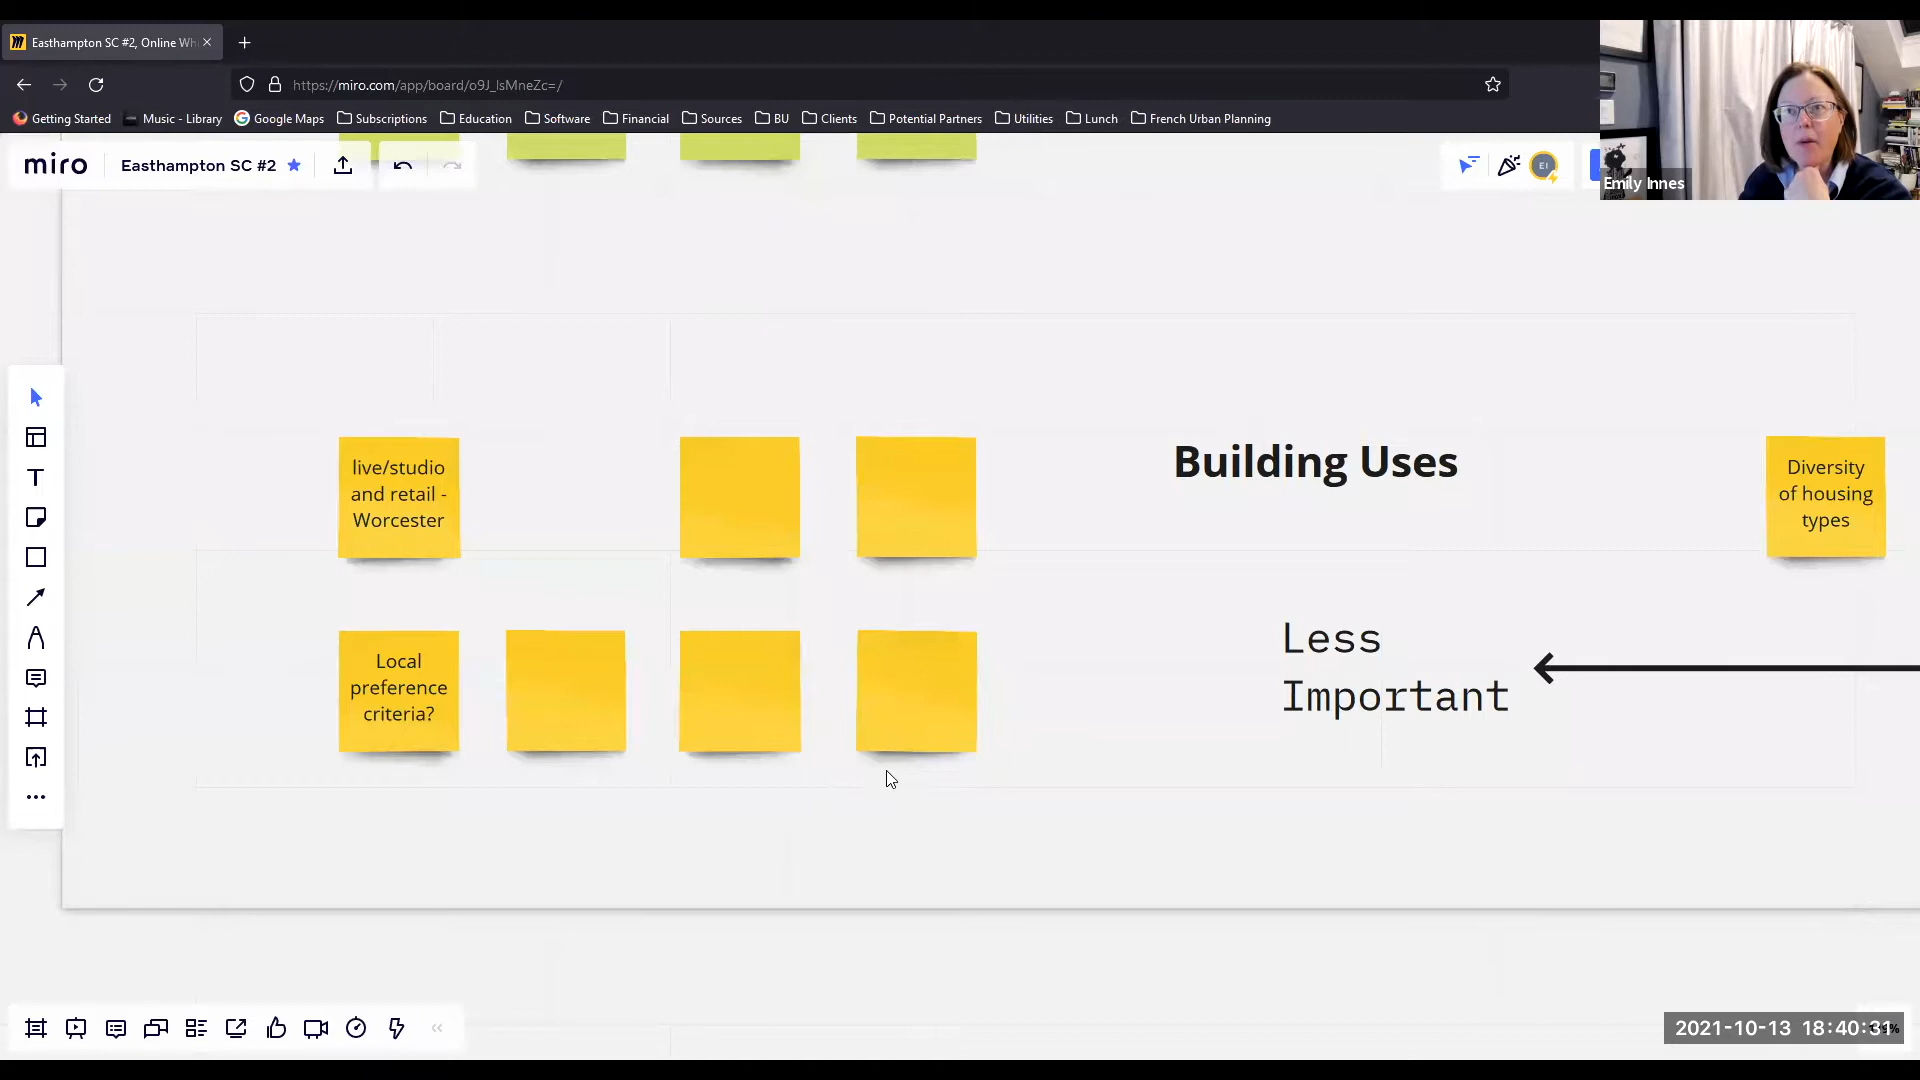 Easthampton SC #2, Online Wh
https://miro.com/app/board/o9J_lsMneZc=/
Getting Started
Music - Library
Google Maps
Subscriptions
Education
Software
Financial
Sources
BU
Clients
Potential Partners
Utilities
Lunch
French Urban Planning
miro
Easthampton SC #2
EI
Emily Innes
live/studio
and retail -
Worcester
Building Uses
Diversity
of housing
types
Local
preference
criteria?
Less
Important
2021-10-13 18:40:31